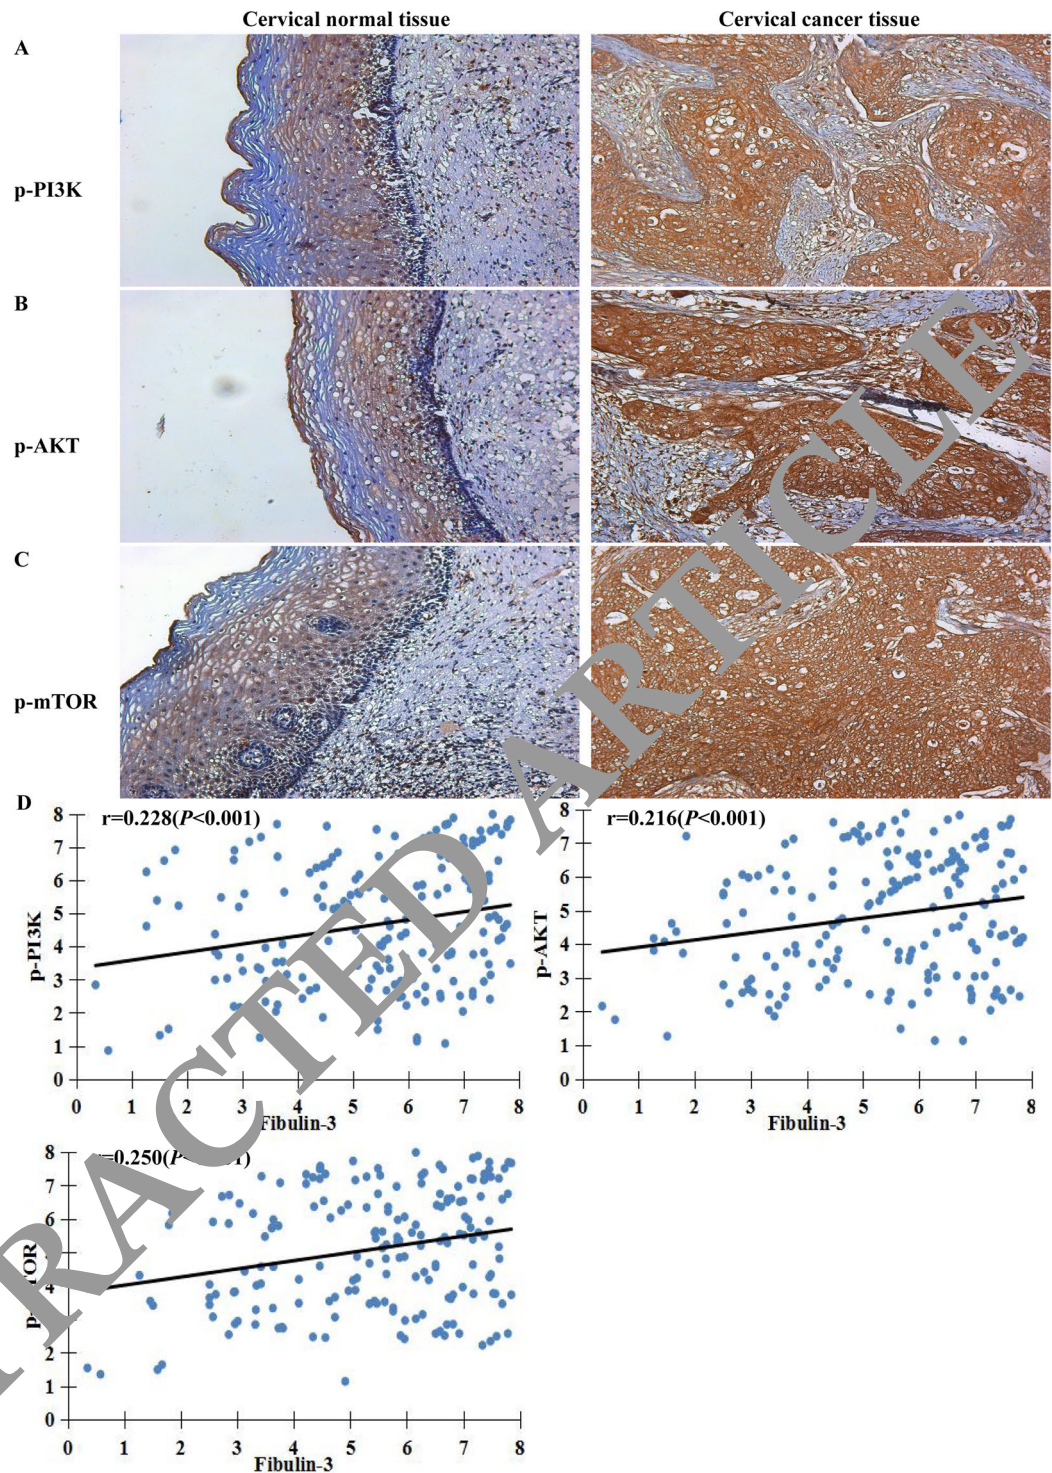 Cervical normal tissue
Cervical cancer tissue
A
p-PI3K
B
p-AKT
C
p-mTOR
D
r=0.228(P<0.001)
8
7
6
5
4
3
2
1
0
p-PI3K
0 1 2 3 4 5 6 7 8
Fibulin-3
r=0.216(P<0.001)
8
7
6
5
4
3
2
1
0
p-AKT
0 1 2 3 4 5 6 7 8
Fibulin-3
=0.250(P<
8
7
6
5
4
2
1
0
TOR
0 1 2 3 4 5 6 7 8
Fibulin-3
RACTED ARTICLE